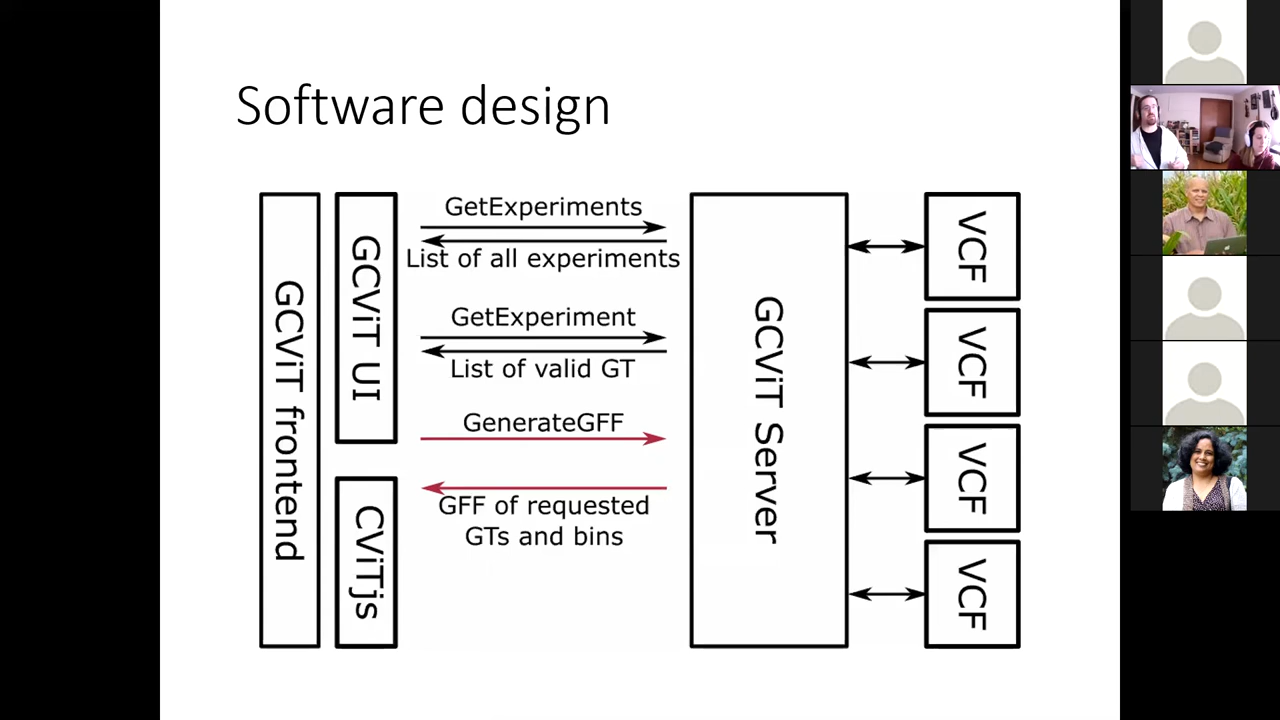 Software design
GCViT frontend
GCViT UI
CViTjs
GetExperiments
List of all experiments
GetExperiment
List of valid GT
GenerateGFF
GFF of requested
GTs and bins
GCViT Server
VCF
VCF
VCF
VCF